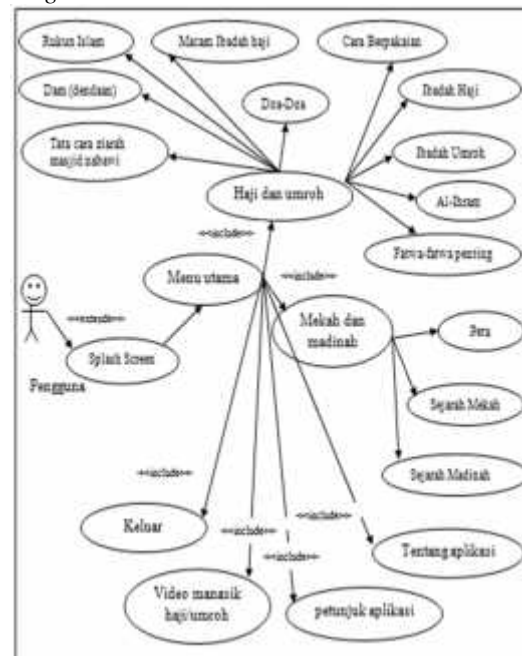 Rukun Islam
Macam Ibadah haji
Cara Berpakaian
Dam (dendaan)
Doa-Doa
Ibadah Haji
Tata cara ziarah
masjid nabawi
Ibadah Umroh
Haji dan umroh
Al-Ihram
<<include>>
Fatwa-fatwa penting
Menu utama
<<include>>
Mekah dan
madinah
Peta
<<extends>>
Splash Screen
Pengguna
Sejarah Mekah
Sejarah Madinah
<<include>>
<<include>>
Keluar
<<include>>
<<include>>
Tentang aplikasi
Video manasik
haji/umroh
petunjuk aplikasi